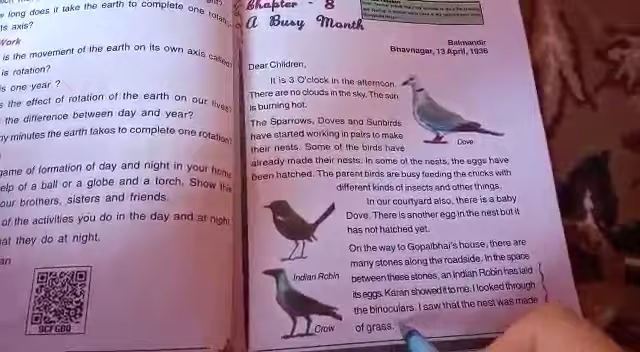 long does it take the earth to complete one
ts axis?
Work
is the movement of the earth on its own axis called
is rotation?
is one year ?
s the effect of rotation of the earth on our lives?
the difference between day and year?
ny minutes the earth takes to complete one rotation
game of formation of day and night in your home
elp of a ball or a globe and a torch. Show this
our brothers, sisters and friends.
of the activities you do in the day and at night
at they do at night.
an
Chapter - 8
A Busy Month
Balmandir
Bhavnagar, 13 April, 1936
Dear Children,
It is 3 O'clock in the afternoon.
There are no clouds in the sky. The sun
is burning hot.
The Sparrows, Doves and Sunbirds
have started working in pairs to make
their nests. Some of the birds have
Dove
already made their nests. In some of the nests, the eggs have
been hatched. The parent birds are busy feeding the chicks with
different kinds of insects and other things.
In our courtyard also, there is a baby
Dove. There is another egg in the nest but it
has not hatched yet.
On the way to Gopalbhai's house, there are
many stones along the roadside. In the space
Indian Robin
between these stones, an Indian Robin has laid
its eggs. Karan showed it to me. I looked through
the binoculars. I saw that the nest was made
Crow
of grass.